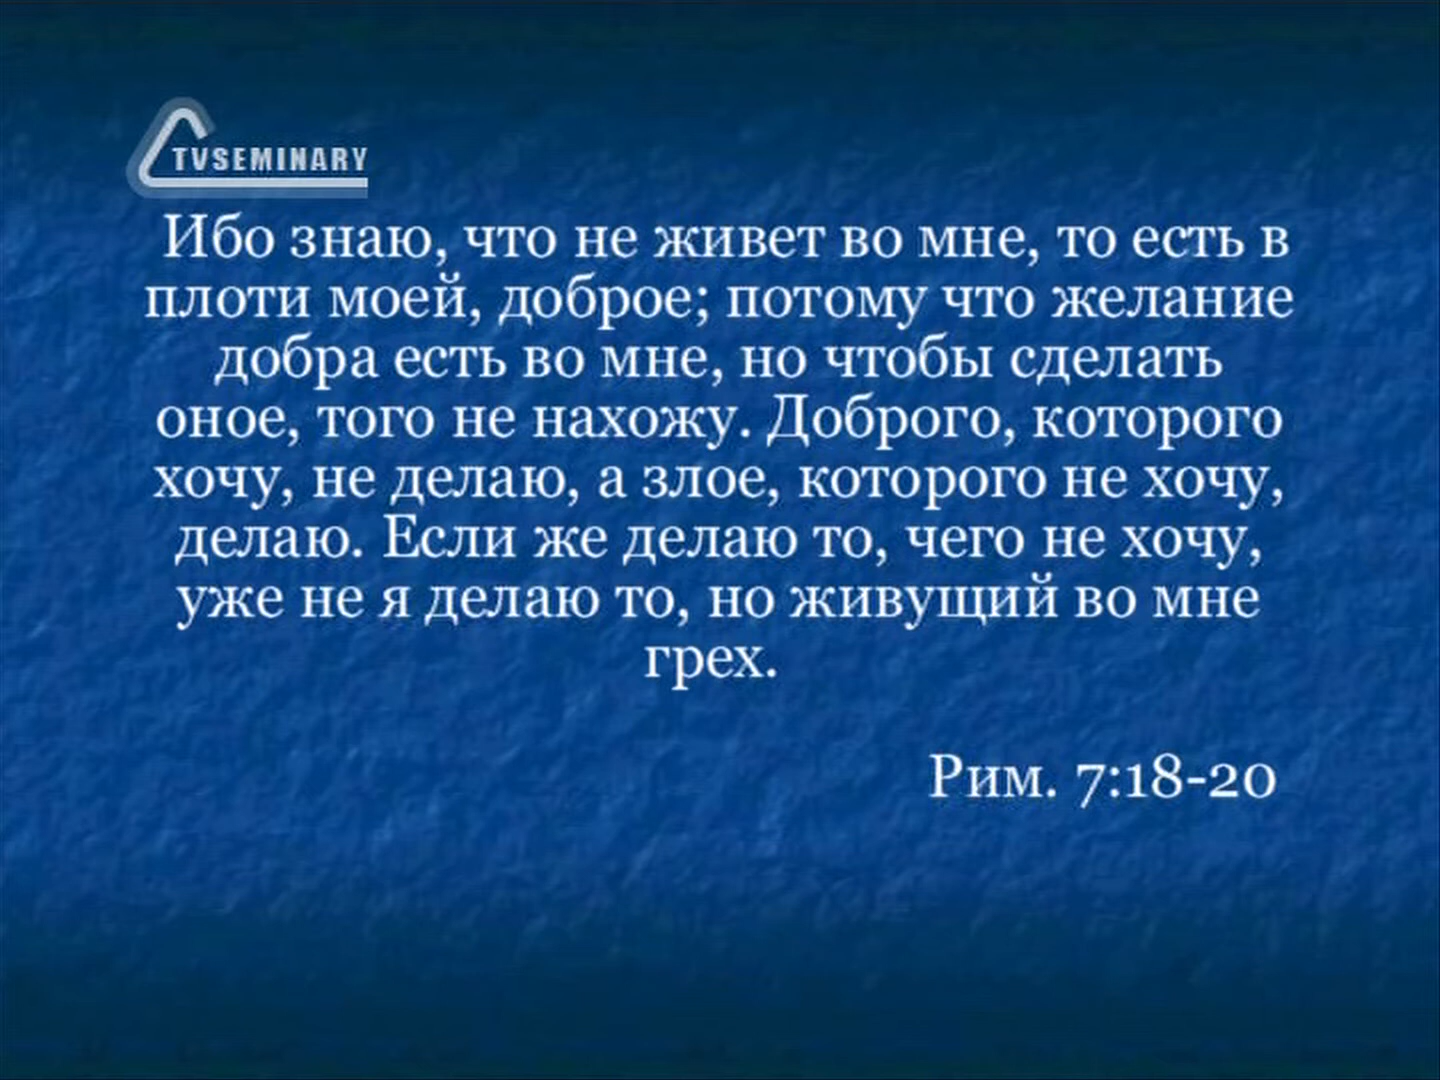 TVSEMINARY
Ибо знаю, что не живет во мне, то есть в
плоти моей, доброе; потому что желание
добра есть во мне, но чтобы сделать
оное, того не нахожу. Доброго, которого
хочу, не делаю, а злое, которого не хочу,
делаю. Если же делаю то, чего не хочу,
уже не я делаю то, но живущий во мне
грех.
Рим. 7:18-20